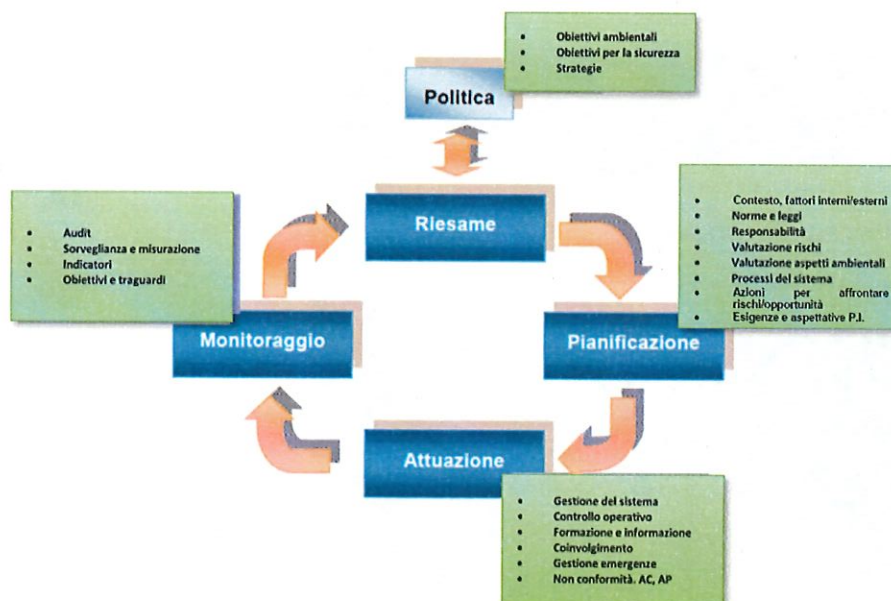 Obiettivi ambientali
Obiettivi per la sicurezza
Strategie
Politica
Riesame
Contesto, fattori interni/esterni
Norme e leggi
Responsabilità
Valutazione rischi
Valutazione aspetti ambientali
Processi del sistema
Azioni per affrontare
rischi/opportunità
Esigenze e aspettative P.I.
Audit
Sorveglianza e misurazione
Indicatori
Obiettivi e traguardi
Monitoraggio
Pianificazione
Attuazione
Gestione del sistema
Controllo operativo
Formazione e informazione
Coinvolgimento
Gestione emergenze
Non conformità. AC, AP